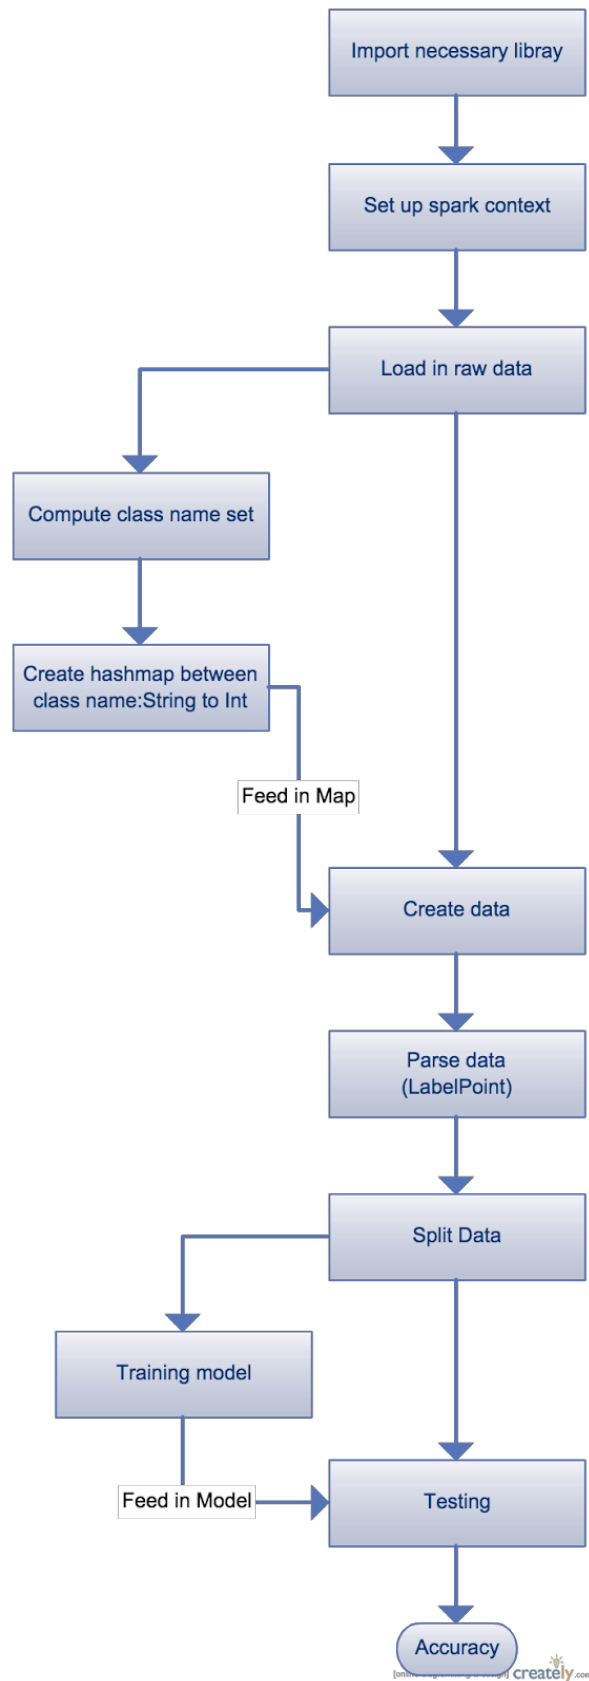 Import necessary libray
Set up spark context
Load in raw data
Compute class name set
Create hashmap between
class name:String to Int
Feed in Map
Create data
Parse data
(LabelPoint)
Split Data
Training model
Feed in Model
Testing
Accuracy
creately.com